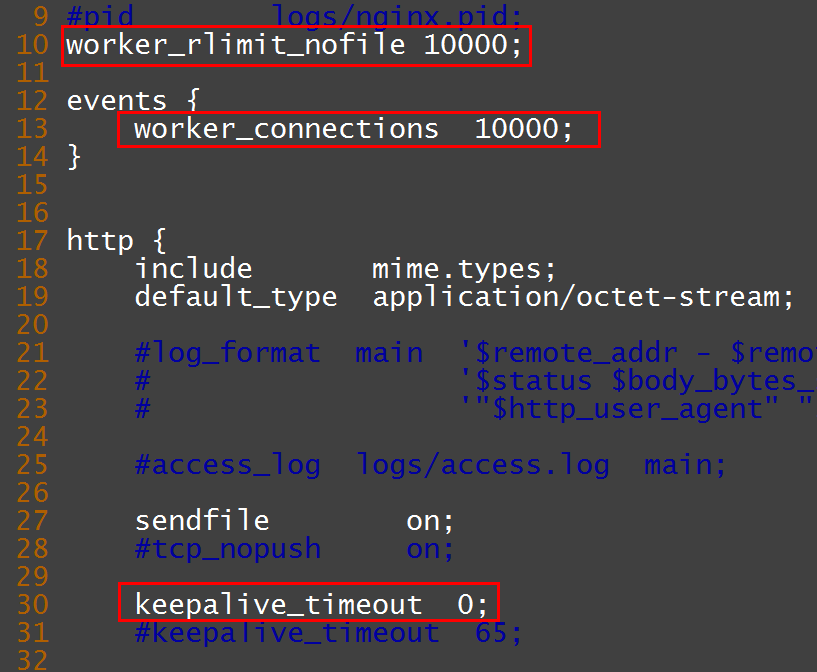 9 #pid logs/nginx.pid;
10 worker_rlimit_nofile 10000;
11
12 events {
13 worker_connections 10000;
14 }
15
16
17 http {
18 include mime.types;
19 default_type application/octet-stream;
20
21 #log_format main '$remote_addr - $remo
22 # '$status $body_bytes_
23 # '"$http_user_agent" "
24
25 #access_log logs/access.log main;
26
27 sendfile on;
28 #tcp_nopush on;
29
30 keepalive_timeout 0;
31 #keepalive_timeout 65;
32